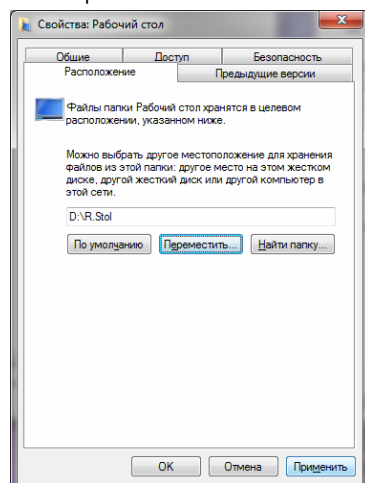 Свойства: Рабочий стол
Общие Доступ Безопасность
Расположение Предыдущие версии
Файлы папки Рабочий стол хранятся в целевом
расположении, указанном ниже.
Можно выбрать другое местоположение для хранения
файлов из этой папки: другое место на этом жестком
диске, другой жесткий диск или другой компьютер в
этой сети.
D:\R.Stol
По умолчанию Переместить... Найти папку...
OK Отмена Применить